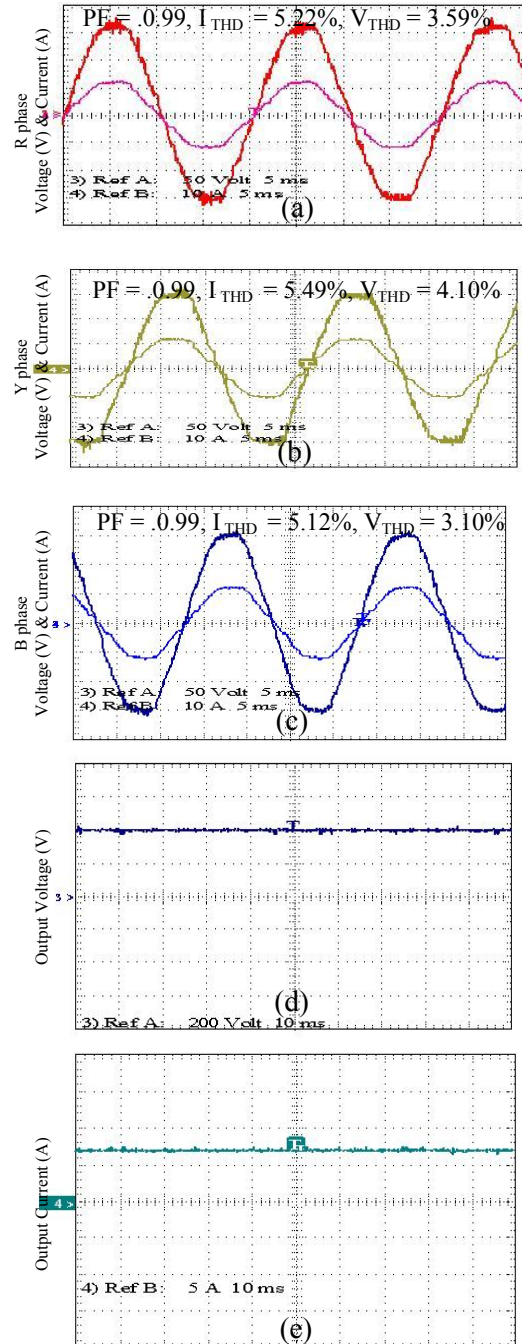 PF = .0.99, I THD = 5.22%, V THD = 3.59%
R phase
Voltage (V) & Current (A)
3) Ref A: 50 Volt 5 ms
4) Ref B: 10 A 5 ms
(a)
PF = .0.99, I THD = 5.49%, V THD = 4.10%
Y phase
Voltage (V) & Current (A)
3) Ref A: 50 Volt 5 ms
4) Ref B: 10 A 5 ms
(b)
PF = .0.99, I THD = 5.12%, V THD = 3.10%
B phase
Voltage (V) & Current (A)
3) Ref A: 50 Volt 5 ms
4) Ref B: 10 A 5 ms
(c)
T
Output Voltage (V)
3 >
(d)
3) Ref A: 200 Volt 10 ms
T
Output Current (A)
4 >
4) Ref B: 5 A 10 ms
(e)